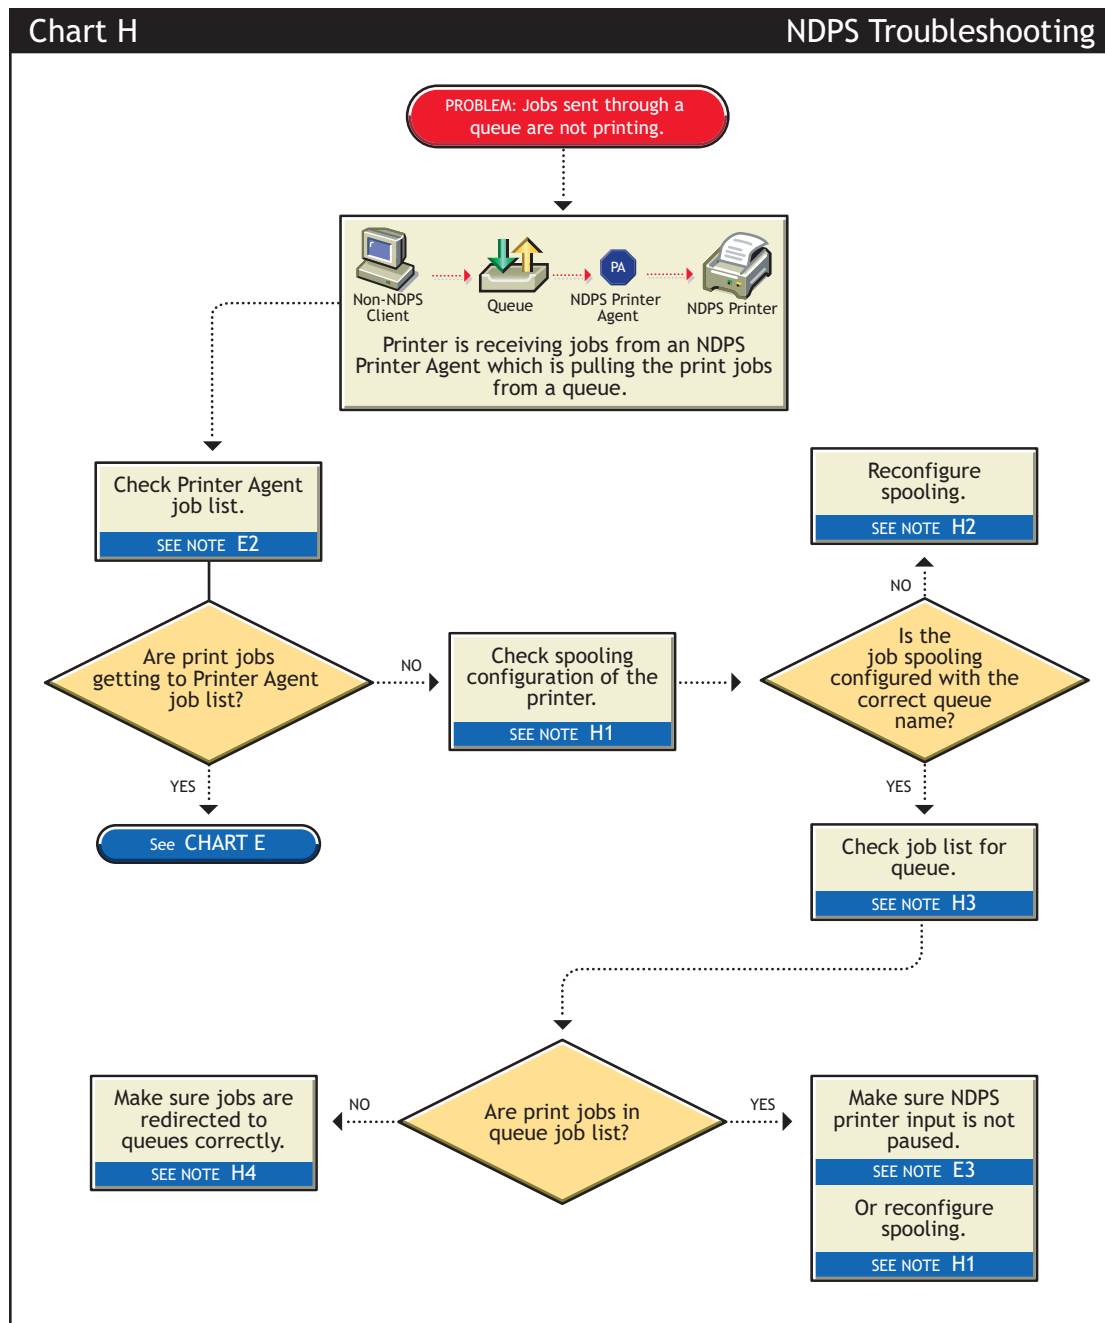 Chart H
NDPS Troubleshooting
PROBLEM: Jobs sent through a
queue are not printing.
Non-NDPS
Client
Queue
PA
NDPS Printer
Agent
NDPS Printer
Printer is receiving jobs from an NDPS
Printer Agent which is pulling the print jobs
from a queue.
Check Printer Agent
job list.
SEE NOTE E2
Reconfigure
spooling.
SEE NOTE H2
NO
Are print jobs
getting to Printer Agent
job list?
NO
Check spooling
configuration of the
printer.
SEE NOTE H1
Is the
job spooling
configured with the
correct queue
name?
YES
See CHART E
YES
Check job list for
queue.
SEE NOTE H3
Make sure jobs are
redirected to
queues correctly.
SEE NOTE H4
NO
Are print jobs in
queue job list?
YES
Make sure NDPS
printer input is not
paused.
SEE NOTE E3
Or reconfigure
spooling.
SEE NOTE H1